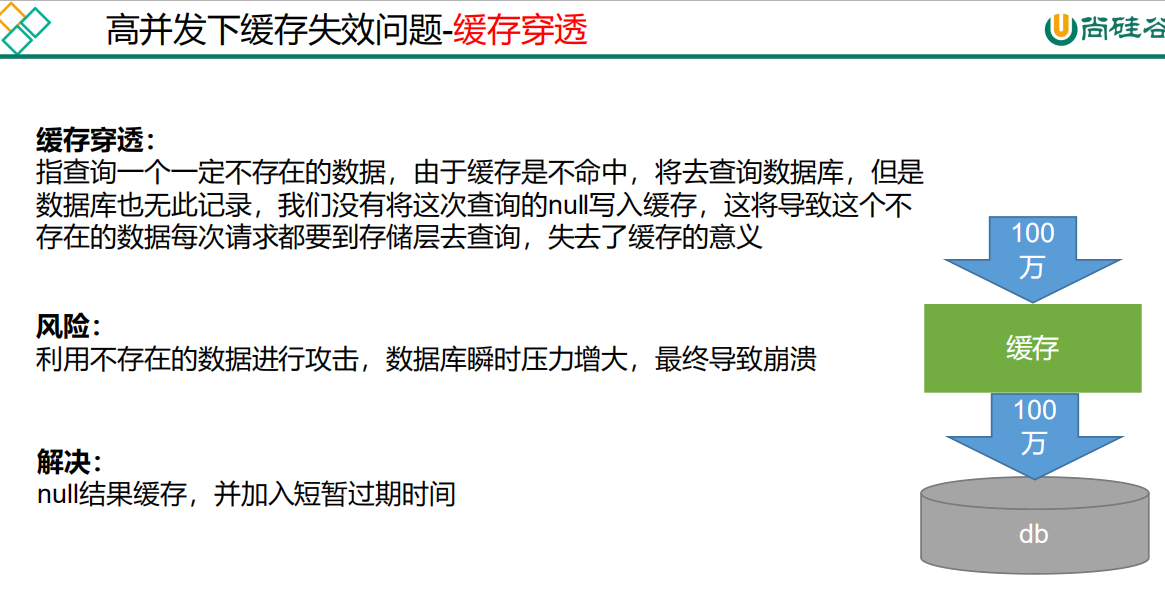 高并发下缓存失效问题-缓存穿透
尚硅谷
缓存穿透：
指查询一个一定不存在的数据，由于缓存是不命中，将去查询数据库，但是
数据库也无此记录，我们没有将这次查询的null写入缓存，这将导致这个不
存在的数据每次请求都要到存储层去查询，失去了缓存的意义
风险：
利用不存在的数据进行攻击，数据库瞬时压力增大，最终导致崩溃
解决：
null结果缓存，并加入短暂过期时间
100
万
缓存
100
万
db